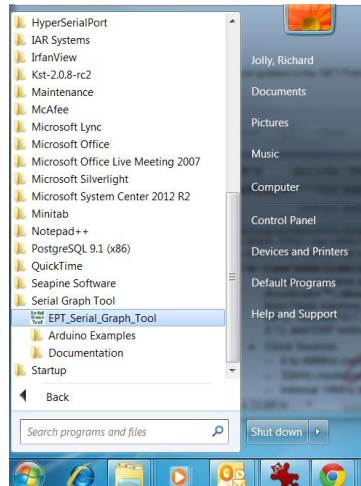 HyperSerialPort
IAR Systems
IrfanView
Kst-2.0.8-rc2
Maintenance
McAfee
Microsoft Lync
Microsoft Office
Microsoft Office Live Meeting 2007
Microsoft Silverlight
Microsoft System Center 2012 R2
Minitab
Notepad++
PostgreSQL 9.1 (x86)
QuickTime
Seapine Software
Serial Graph Tool
EPT_Serial_Graph_Tool
Arduino Examples
Documentation
Startup
Back
Search programs and files
Jolly, Richard
Documents
Pictures
Music
Computer
Control Panel
Devices and Printers
Default Programs
Help and Support
Shut down